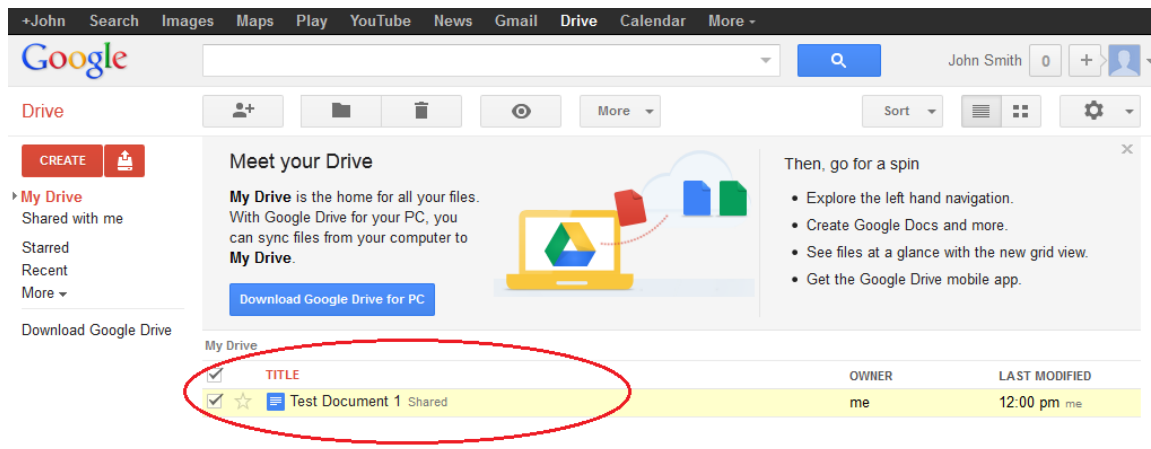 +John Search Images Maps Play YouTube News Gmail Drive Calendar More
Google
John Smith 0 +
Drive
More
Sort
CREATE
My Drive
Shared with me
Starred
Recent
More
Download Google Drive
Meet your Drive
My Drive is the home for all your files.
With Google Drive for your PC, you
can sync files from your computer to
My Drive.
Download Google Drive for PC
Then, go for a spin
• Explore the left hand navigation.
• Create Google Docs and more.
• See files at a glance with the new grid view.
• Get the Google Drive mobile app.
My Drive
TITLE OWNER LAST MODIFIED
Test Document 1 Shared me 12:00 pm me